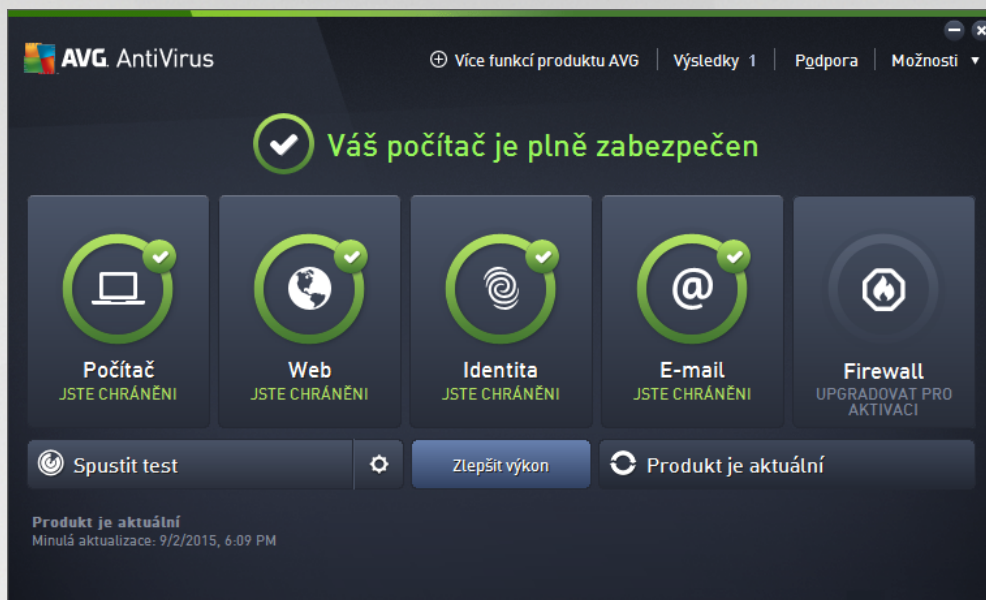 AVG. AntiVirus
Více funkcí produktu AVG
Výsledky 1
Podpora
Možnosti
Váš počítač je plně zabezpečen
Počítač
JSTE CHRÁNĚNI
Web
JSTE CHRÁNĚNI
Identita
JSTE CHRÁNĚNI
@
E-mail
JSTE CHRÁNĚNI
Firewall
UPGRADOVAT PRO
AKTIVACI
Spustit test
Zlepšit výkon
Produkt je aktuální
Produkt je aktuální
Minulá aktualizace: 9/2/2015, 6:09 PM